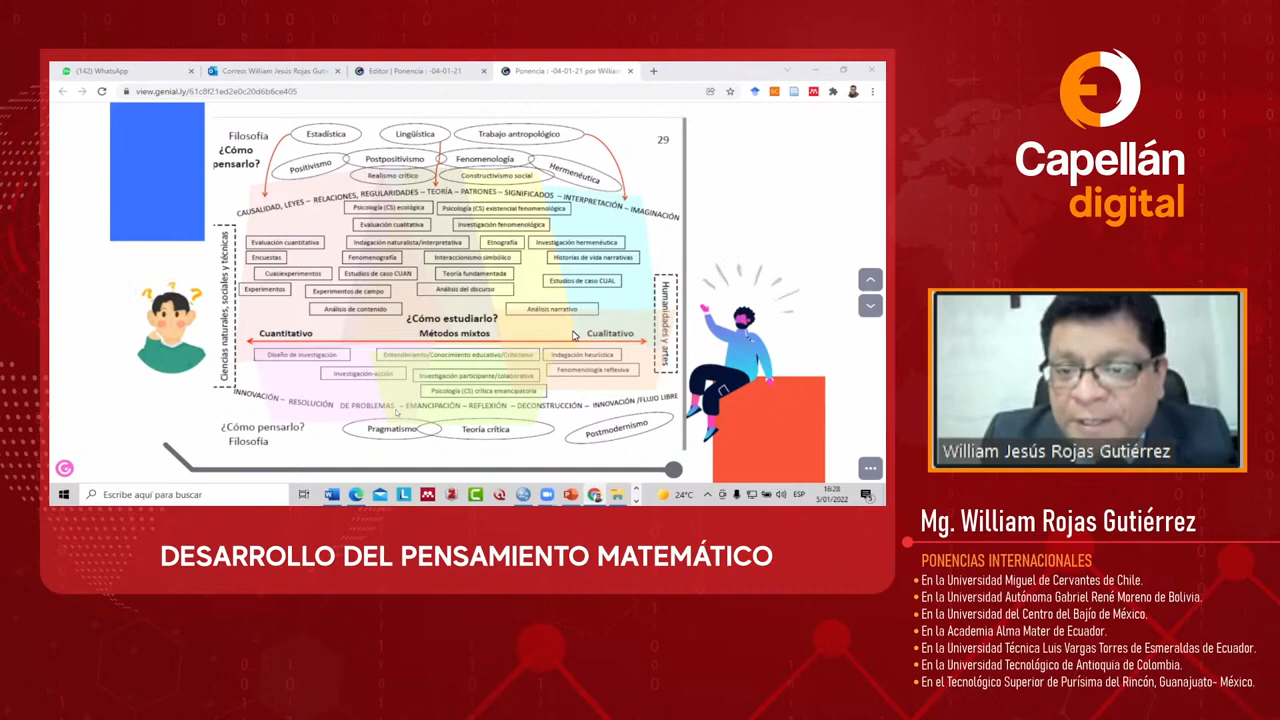 (142) WhatsApp
Correo: William Jesús Rojas Guti
Editor | Ponencia : -04-01-21
Ponencia : -04-01-21 por William
view.genial.ly/61c8f21ed2e0c20d6b6ce405
Filosofía
¿Cómo
pensarlo?
Estadística
Lingüística
Trabajo antropológico
29
Positivismo
Postpositivismo
Fenomenología
Hermenéutica
Realismo crítico
Constructivismo social
CAUSALIDAD, LEYES – RELACIONES, REGULARIDADES – TEORÍA – PATRONES – SIGNIFICADOS – INTERPRETACIÓN – IMAGINACIÓN
Psicología (CS) ecológica
Psicología (CS) existencial fenomenológica
Evaluación cualitativa
Investigación fenomenológica
Evaluación cuantitativa
Indagación naturalista/interpretativa
Etnografía
Investigación hermenéutica
Encuestas
Fenomenografía
Interaccionismo simbólico
Historias de vida narrativas
Cuasiexperimentos
Estudios de caso CUAN
Teoría fundamentada
Estudios de caso CUAL
Experimentos
Experimentos de campo
Análisis del discurso
Análisis de contenido
Análisis narrativo
¿Cómo estudiarlo?
Cuantitativo
Métodos mixtos
Cualitativo
Ciencias naturales, sociales y técnicas
Humanidades y artes
Diseño de investigación
Entendimiento/Conocimiento educativo/Criticismo
Indagación heurística
Investigación-acción
Investigación participante/colaborativa
Fenomenología reflexiva
Psicología (CS) crítica emancipatoria
INNOVACIÓN – RESOLUCIÓN DE PROBLEMAS – EMANCIPACIÓN – REFLEXIÓN – DECONSTRUCCIÓN – INNOVACIÓN /FLUJO LIBRE
¿Cómo pensarlo?
Filosofía
Pragmatismo
Teoría crítica
Postmodernismo
Escribe aquí para buscar
24°C
ESP
16:28
5/01/2022
DESARROLLO DEL PENSAMIENTO MATEMÁTICO
Capellán
digital
William Jesús Rojas Gutiérrez
Mg. William Rojas Gutiérrez
PONENCIAS INTERNACIONALES
• En la Universidad Miguel de Cervantes de Chile.
• En la Universidad Autónoma Gabriel René Moreno de Bolivia.
• En la Universidad del Centro del Bajío de México.
• En la Academia Alma Mater de Ecuador.
• En la Universidad Técnica Luis Vargas Torres de Esmeraldas de Ecuador.
• En la Universidad Tecnológico de Antioquia de Colombia.
• En el Tecnológico Superior de Purísima del Rincón, Guanajuato- México.